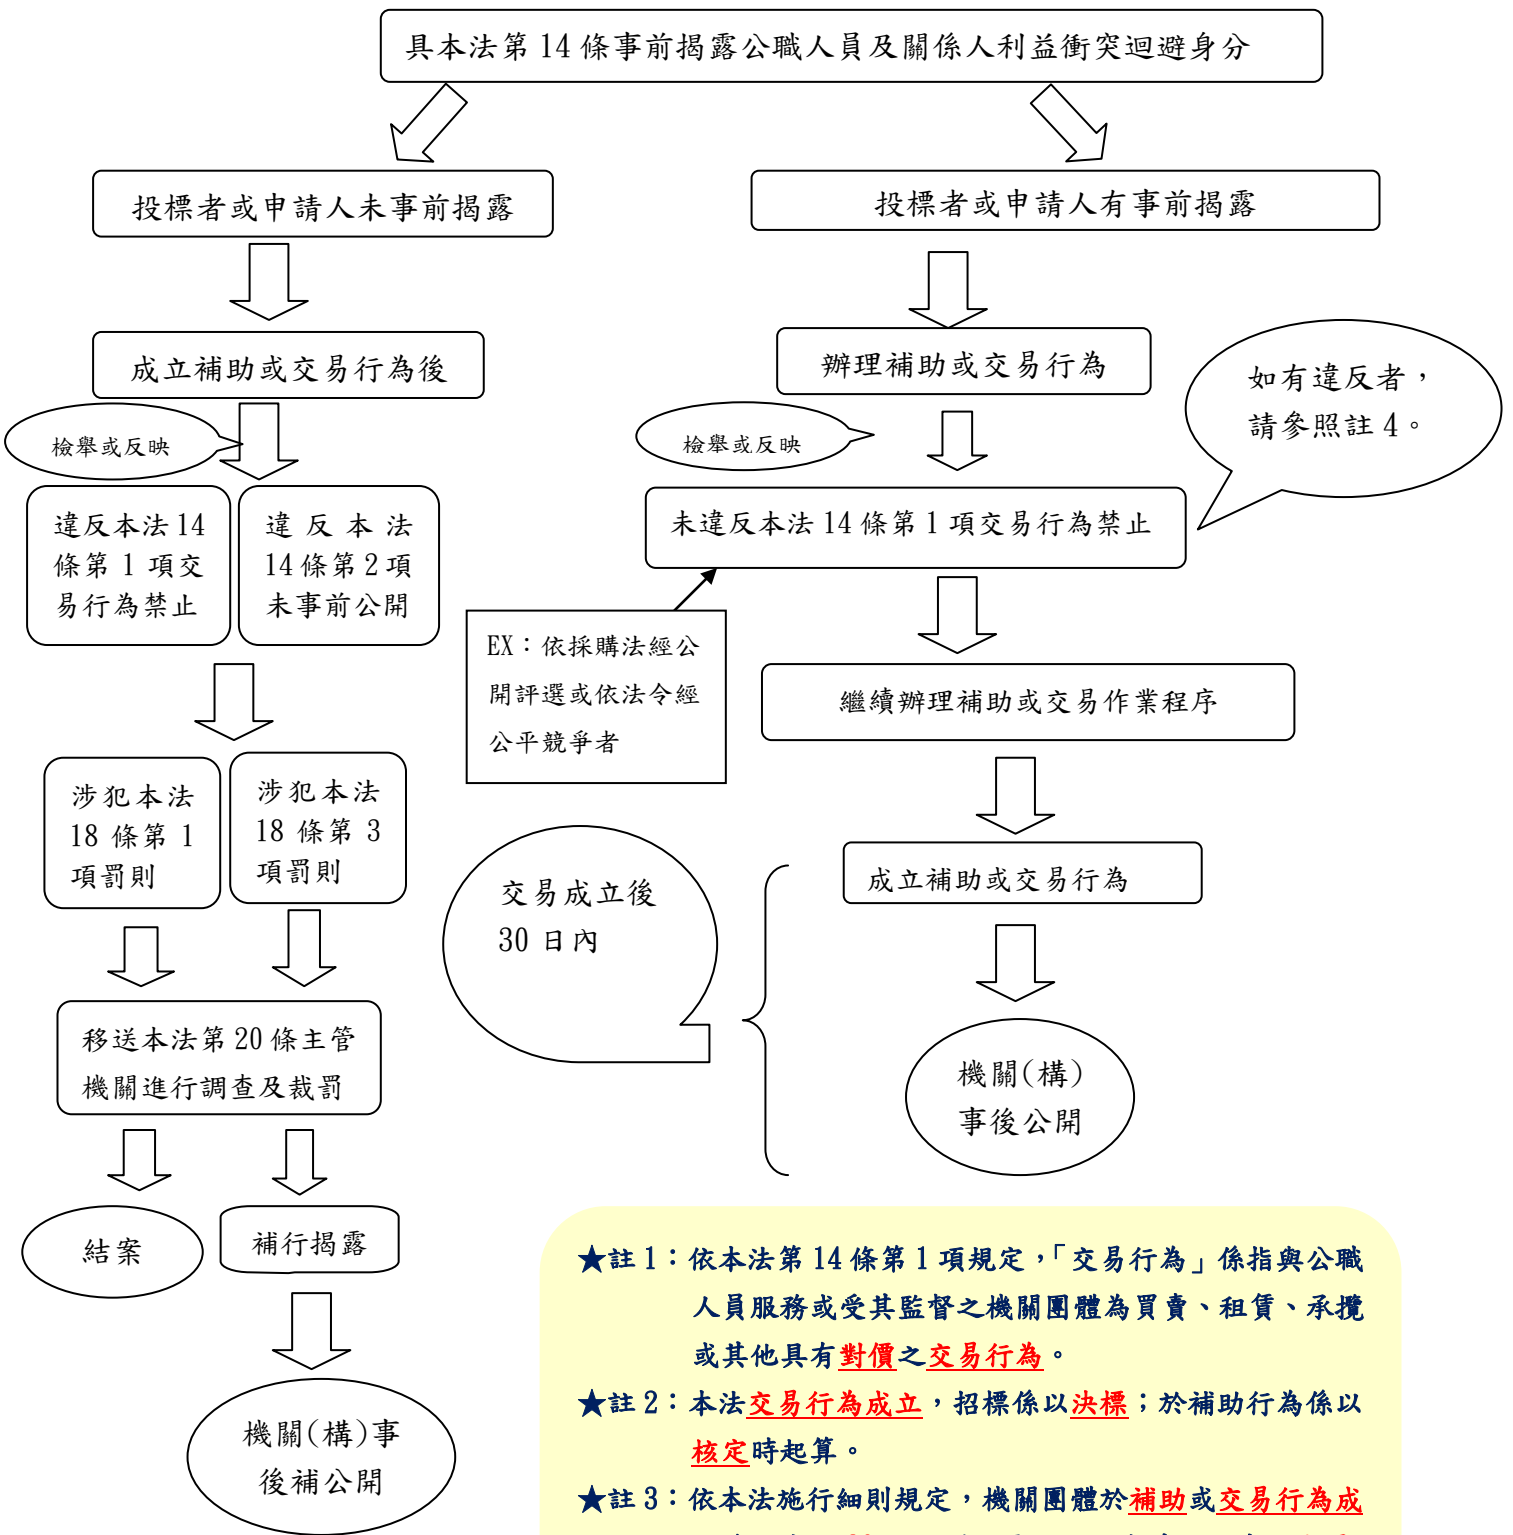 具本法第14條事前揭露公職人員及關係人利益衝突迴避身分
投標者或申請人未事前揭露
投標者或申請人有事前揭露
成立補助或交易行為後
辦理補助或交易行為
如有違反者，
請參照註4。
檢舉或反映
檢舉或反映
違反本法14
條第1項交
易行為禁止
違反本法
14條第2項
未事前公開
未違反本法14條第1項交易行為禁止
EX：依採購法經公
開評選或依法令經
公平競爭者
繼續辦理補助或交易作業程序
涉犯本法
18條第1
項罰則
涉犯本法
18條第3
項罰則
交易成立後
30日內
成立補助或交易行為
移送本法第20條主管
機關進行調查及裁罰
機關(構)
事後公開
結案
補行揭露
機關(構)事
後補公開
★註1：依本法第14條第1項規定，「交易行為」係指與公職
人員服務或受其監督之機關團體為買賣、租賃、承攬
或其他具有對價之交易行為。
★註2：本法交易行為成立，招標係以決標；於補助行為係以
核定時起算。
★註3：依本法施行細則規定，機關團體於補助或交易行為成